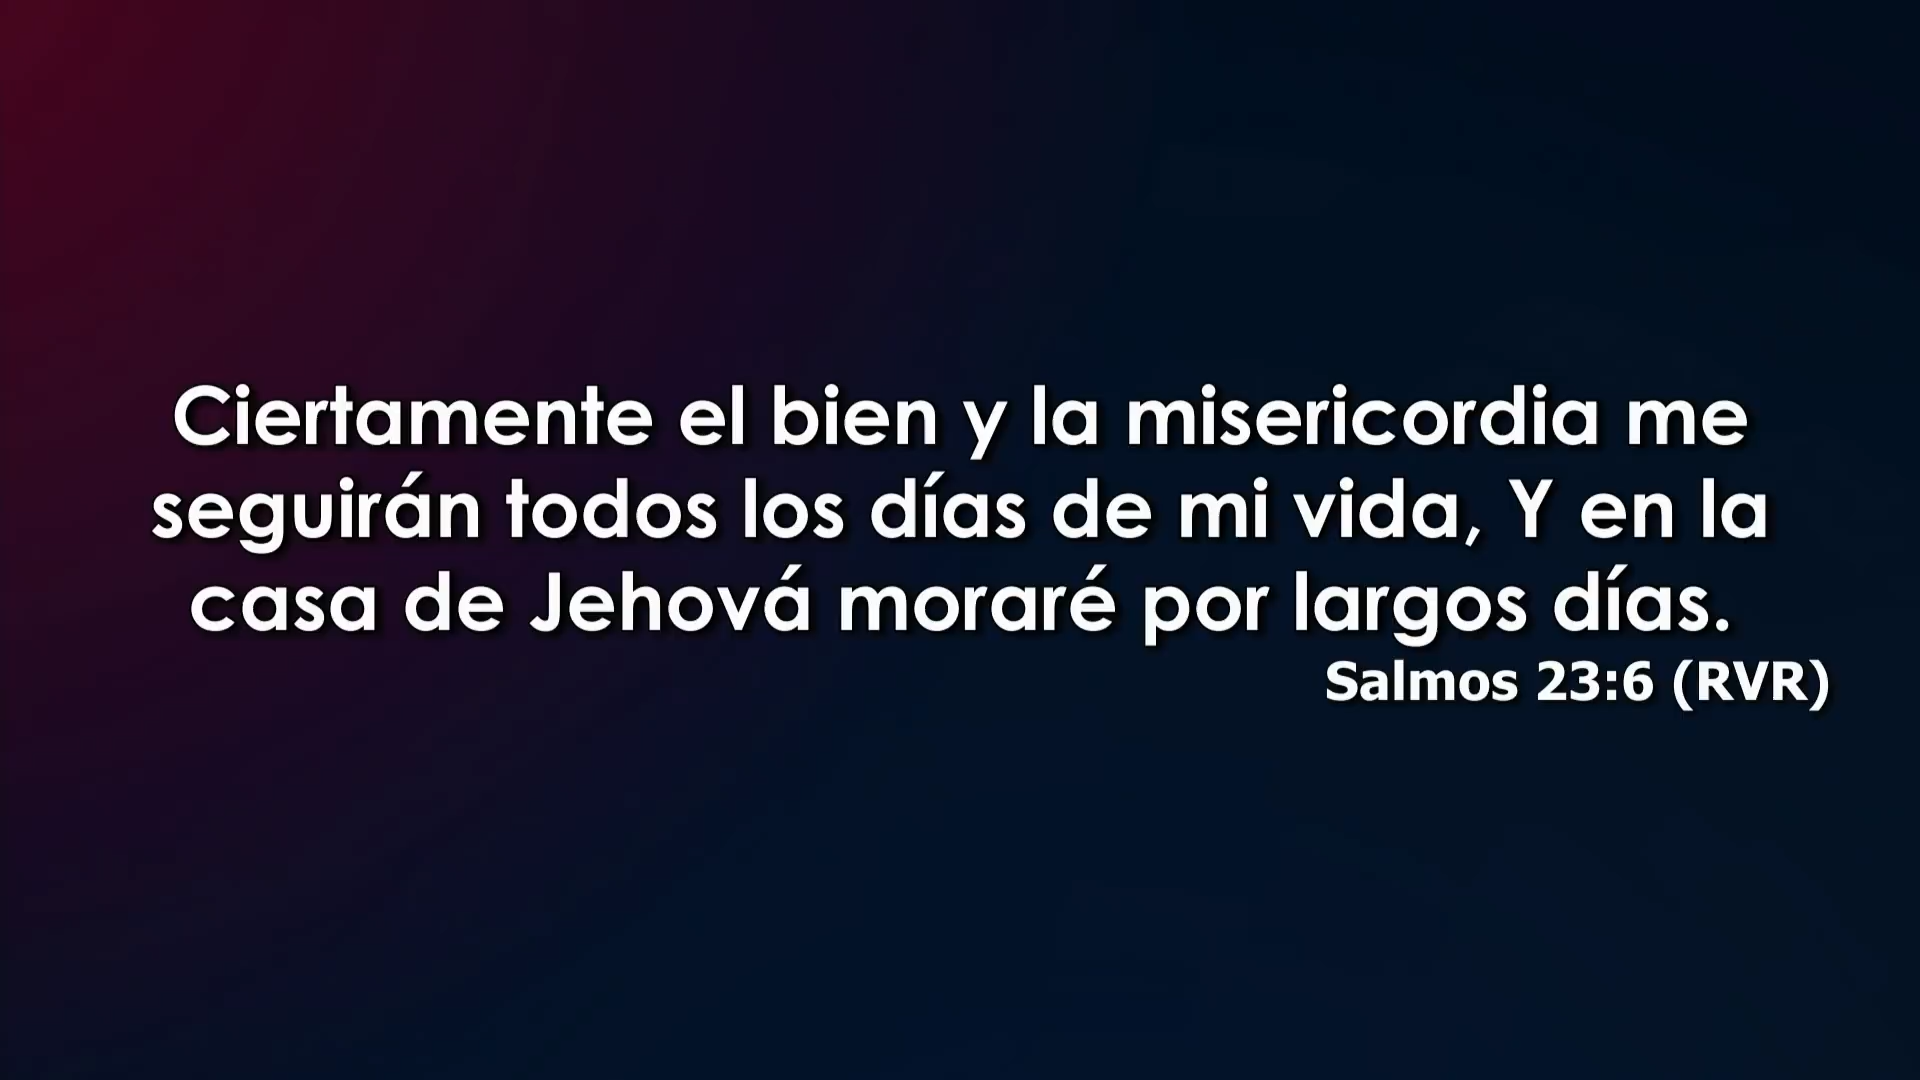 Ciertamente el bien y la misericordia me
seguirán todos los días de mi vida, Y en la
casa de Jehová moraré por largos días.
Salmos 23:6 (RVR)